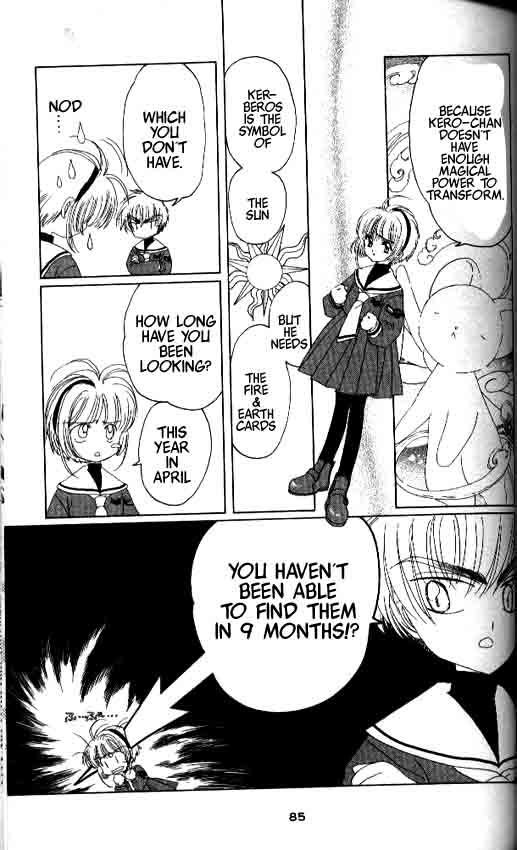 BECAUSE
KERO-CHAN
DOESN'T
HAVE
ENOUGH
MAGICAL
POWER TO
TRANSFORM.
KER-
BEROS
IS THE
SYMBOL
OF
THE
SUN
BUT
HE
NEEDS
THE
FIRE
&
EARTH
CARDS
WHICH
YOU
DON'T
HAVE.
NOD
...
HOW LONG
HAVE YOU
BEEN
LOOKING?
THIS
YEAR
IN
APRIL
YOU HAVEN'T
BEEN ABLE
TO FIND THEM
IN 9 MONTHS!?
85